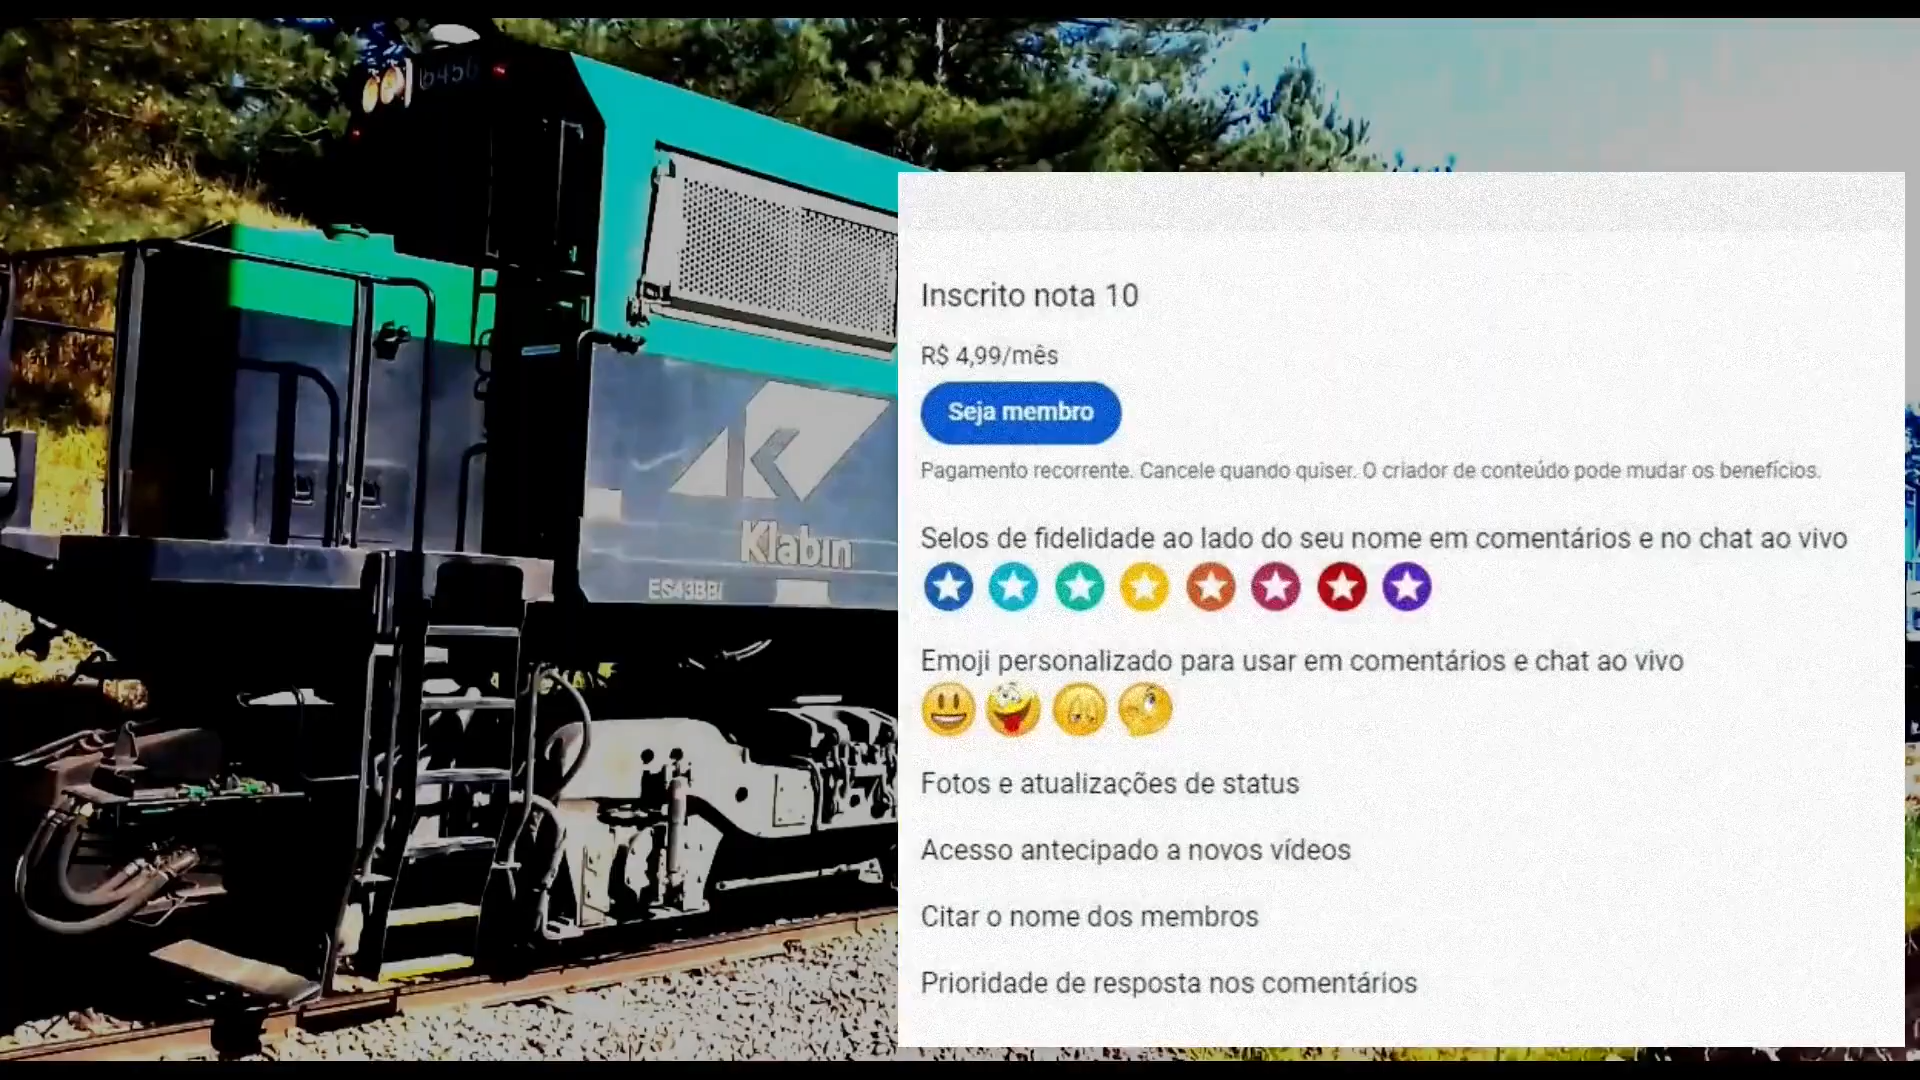 Klabin
ES43BBi
Inscrito nota 10
R$ 4,99/mês
Seja membro
Pagamento recorrente. Cancele quando quiser. O criador de conteúdo pode mudar os benefícios.
Selos de fidelidade ao lado do seu nome em comentários e no chat ao vivo
Emoji personalizado para usar em comentários e chat ao vivo
Fotos e atualizações de status
Acesso antecipado a novos vídeos
Citar o nome dos membros
Prioridade de resposta nos comentários